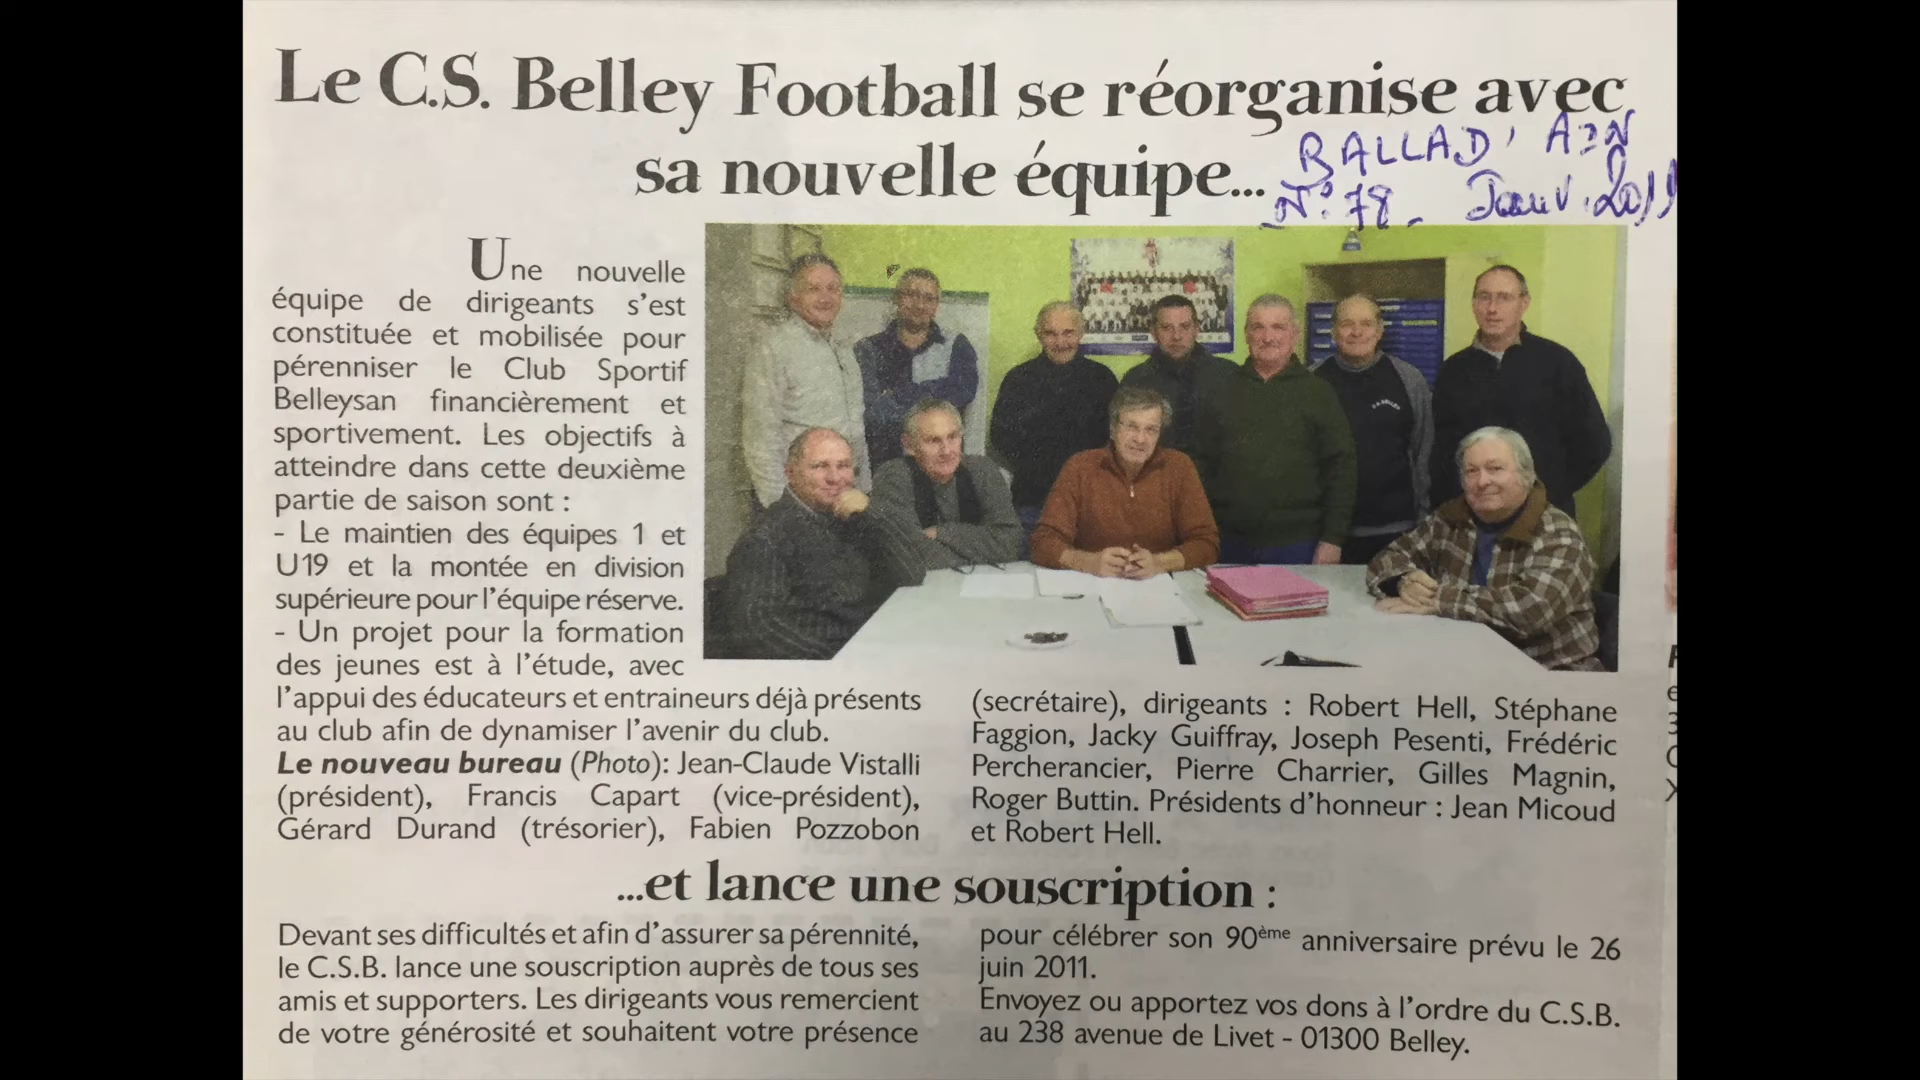 Le C.S. Belley Football se réorganise avec
sa nouvelle équipe...
BALLAD' AIN
N°: 78 - Janv. 2011
Une nouvelle
équipe de dirigeants s'est
constituée et mobilisée pour
pérenniser le Club Sportif
Belleysan financièrement et
sportivement. Les objectifs à
atteindre dans cette deuxième
partie de saison sont :
- Le maintien des équipes 1 et
U19 et la montée en division
supérieure pour l'équipe réserve.
- Un projet pour la formation
des jeunes est à l'étude, avec
l'appui des éducateurs et entraineurs déjà présents
au club afin de dynamiser l'avenir du club.
Le nouveau bureau (Photo): Jean-Claude Vistalli
(président), Francis Capart (vice-président),
Gérard Durand (trésorier), Fabien Pozzobon
(secrétaire), dirigeants : Robert Hell, Stéphane
Faggion, Jacky Guiffray, Joseph Pesenti, Frédéric
Percherancier, Pierre Charrier, Gilles Magnin,
Roger Buttin. Présidents d'honneur : Jean Micoud
et Robert Hell.
...et lance une souscription :
Devant ses difficultés et afin d'assurer sa pérennité,
le C.S.B. lance une souscription auprès de tous ses
amis et supporters. Les dirigeants vous remercient
de votre générosité et souhaitent votre présence
pour célébrer son 90ème anniversaire prévu le 26
juin 2011.
Envoyez ou apportez vos dons à l'ordre du C.S.B.
au 238 avenue de Livet - 01300 Belley.